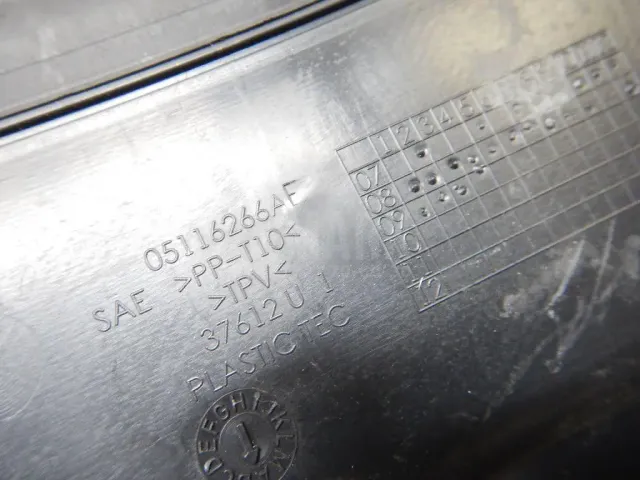 05116266AF
SAE >PP-T10<
>TPV<
37612 U 1
PLASTIC-TEC
1 2 3 4 5
07
08
09
10
11
12
DEFGHIJKLM